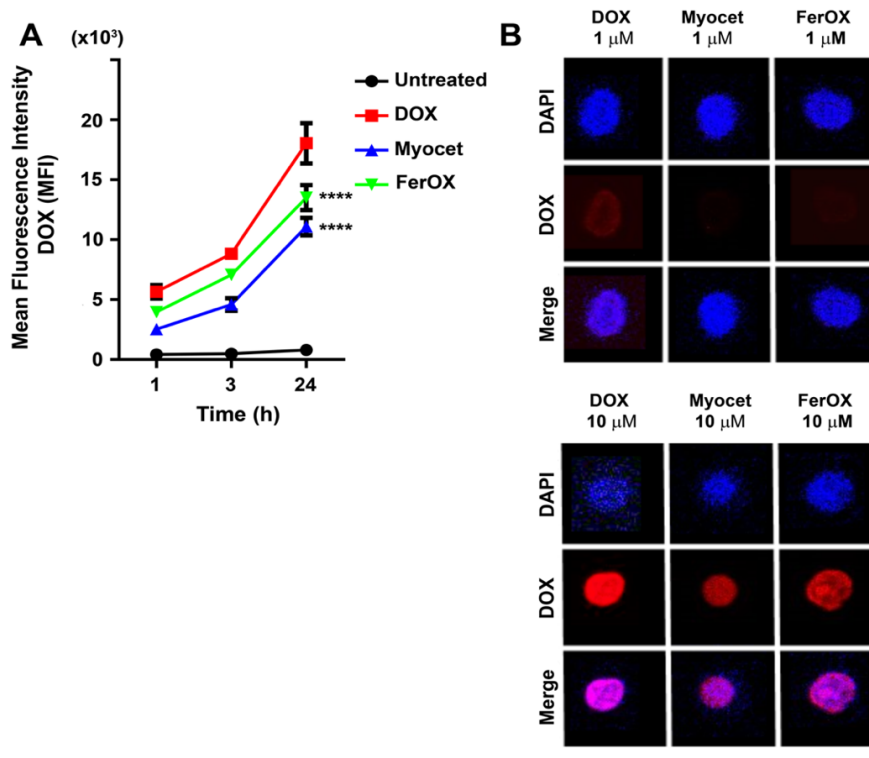 A
(x10³)
Mean Fluorescence Intensity
DOX (MFI)
20
15
10
5
0
1 3 24
Time (h)
Untreated
DOX
Myocet
FerOX
****
****
B
DOX Myocet FerOX
1 μM 1 μM 1 μM
DAPI
DOX
Merge
DOX Myocet FerOX
10 μM 10 μM 10 μM
DAPI
DOX
Merge